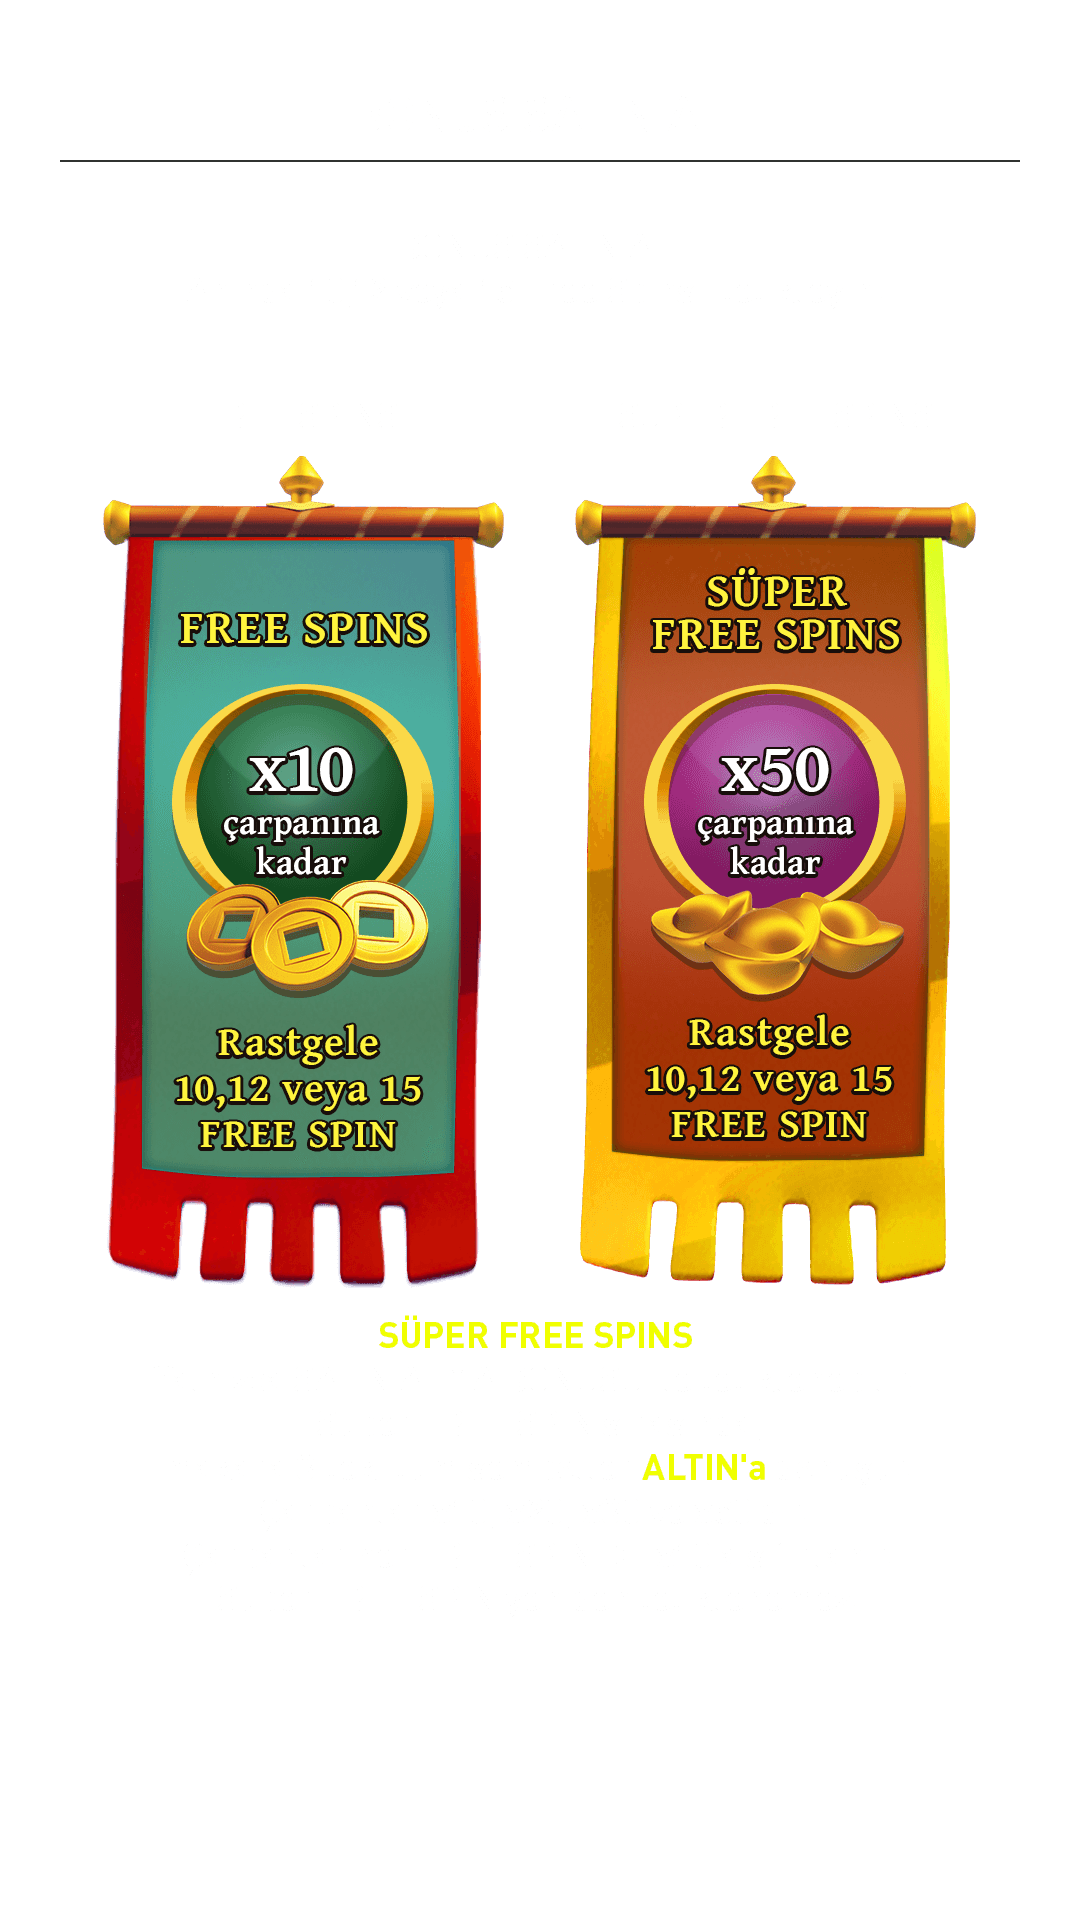 FREE SPINS
x10
çarpanına
kadar
Rastgele
10,12 veya 15
FREE SPIN
SÜPER
FREE SPINS
x50
çarpanına
kadar
Rastgele
10,12 veya 15
FREE SPIN
SÜPER FREE SPINS
ALTIN'a